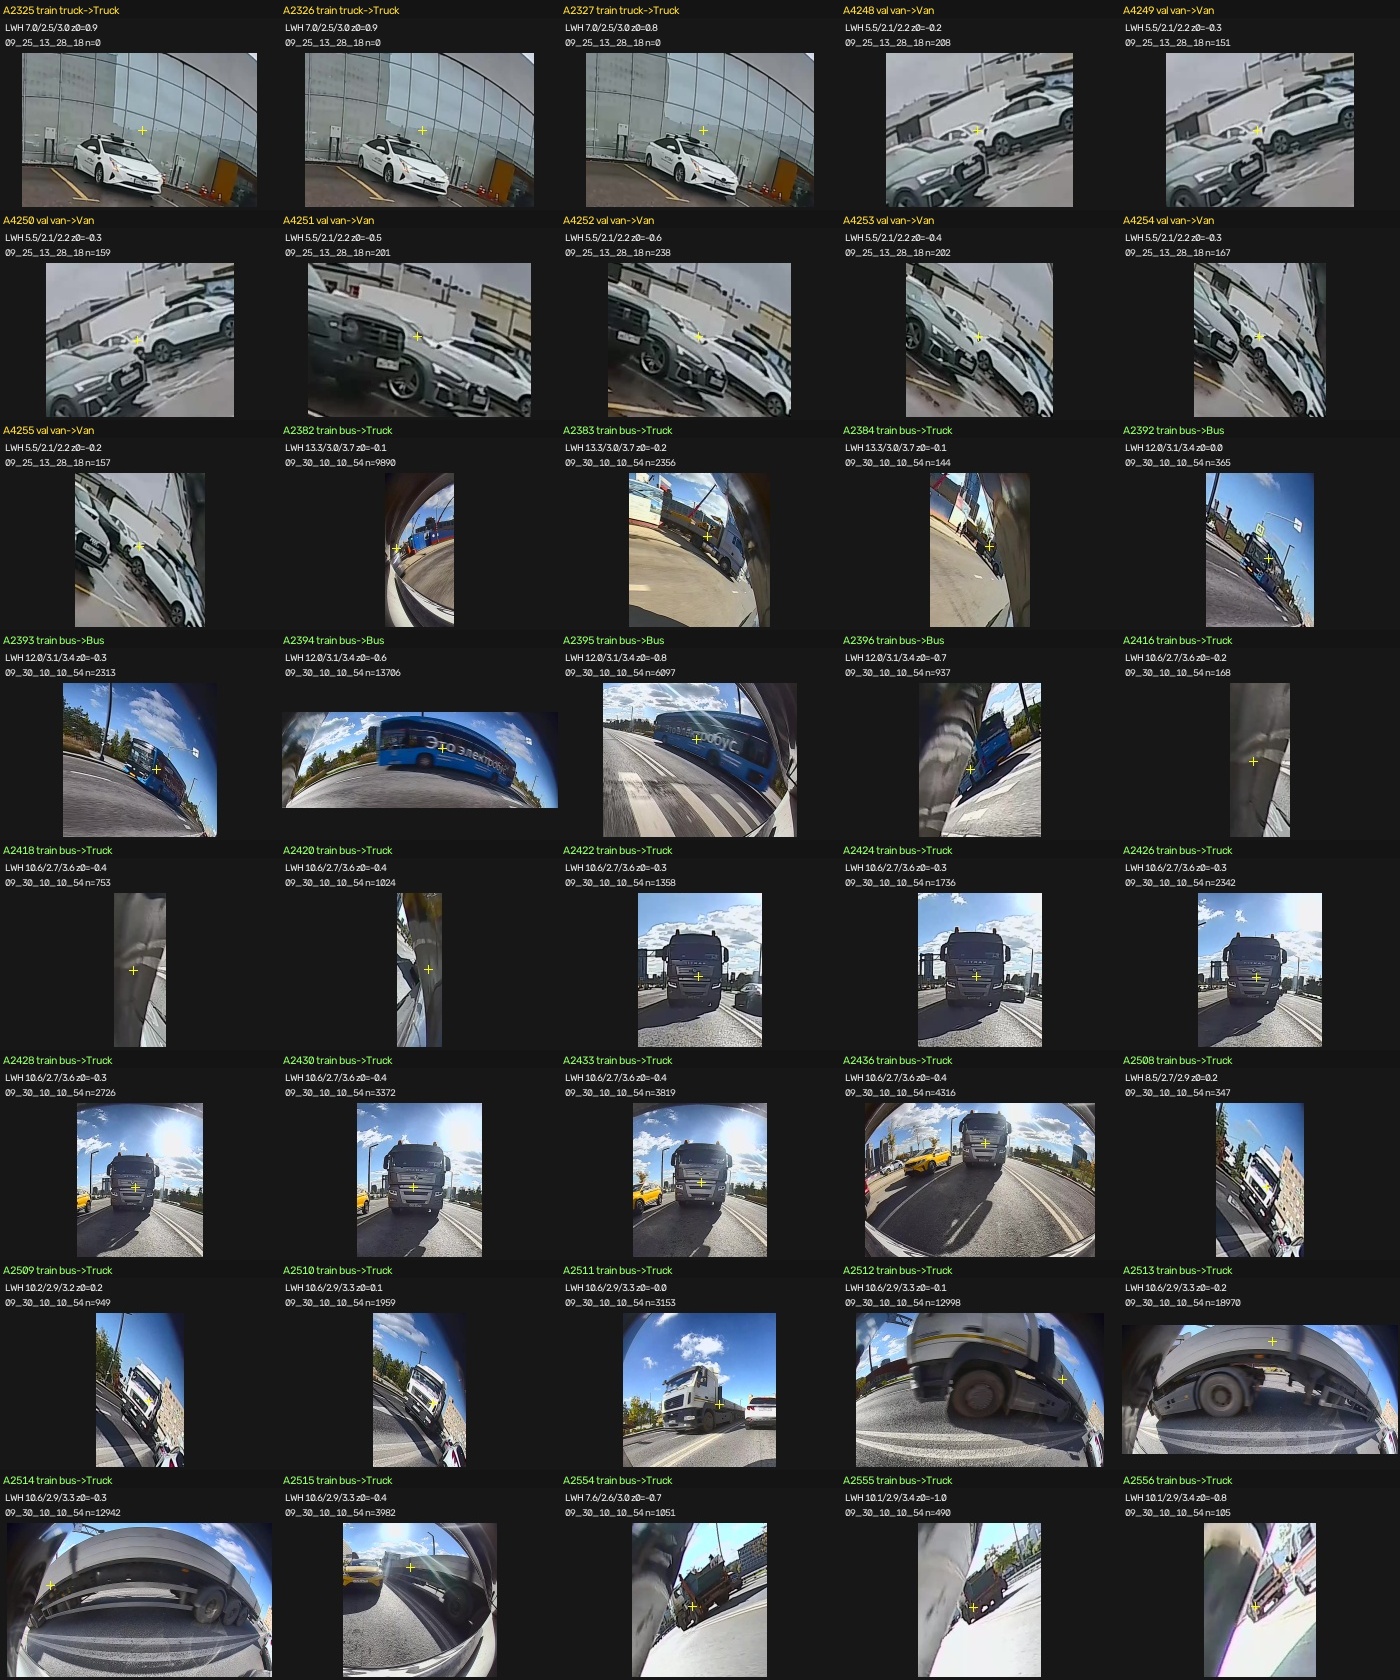 A2325 train truck->Truck
LWH 7.0/2.5/3.0 z0=0.9
09_25_13_28_18 n=0
A2326 train truck->Truck
LWH 7.0/2.5/3.0 z0=0.9
09_25_13_28_18 n=0
A2327 train truck->Truck
LWH 7.0/2.5/3.0 z0=0.8
09_25_13_28_18 n=0
A4248 val van->Van
LWH 5.5/2.1/2.2 z0=-0.2
09_25_13_28_18 n=208
A4249 val van->Van
LWH 5.5/2.1/2.2 z0=-0.3
09_25_13_28_18 n=151
A4250 val van->Van
LWH 5.5/2.1/2.2 z0=-0.3
09_25_13_28_18 n=159
A4251 val van->Van
LWH 5.5/2.1/2.2 z0=-0.5
09_25_13_28_18 n=201
A4252 val van->Van
LWH 5.5/2.1/2.2 z0=-0.6
09_25_13_28_18 n=238
A4253 val van->Van
LWH 5.5/2.1/2.2 z0=-0.4
09_25_13_28_18 n=202
A4254 val van->Van
LWH 5.5/2.1/2.2 z0=-0.3
09_25_13_28_18 n=167
A4255 val van->Van
LWH 5.5/2.1/2.2 z0=-0.2
09_25_13_28_18 n=157
A2382 train bus->Truck
LWH 13.3/3.0/3.7 z0=-0.1
09_30_10_10_54 n=9890
A2383 train bus->Truck
LWH 13.3/3.0/3.7 z0=-0.2
09_30_10_10_54 n=2356
A2384 train bus->Truck
LWH 13.3/3.0/3.7 z0=-0.1
09_30_10_10_54 n=144
A2392 train bus->Bus
LWH 12.0/3.1/3.4 z0=0.0
09_30_10_10_54 n=365
A2393 train bus->Bus
LWH 12.0/3.1/3.4 z0=-0.3
09_30_10_10_54 n=2313
A2394 train bus->Bus
LWH 12.0/3.1/3.4 z0=-0.6
09_30_10_10_54 n=13706
Это электробус.
A2395 train bus->Bus
LWH 12.0/3.1/3.4 z0=-0.8
09_30_10_10_54 n=6097
A2396 train bus->Bus
LWH 12.0/3.1/3.4 z0=-0.7
09_30_10_10_54 n=937
A2416 train bus->Truck
LWH 10.6/2.7/3.6 z0=-0.2
09_30_10_10_54 n=168
A2418 train bus->Truck
LWH 10.6/2.7/3.6 z0=-0.4
09_30_10_10_54 n=753
A2420 train bus->Truck
LWH 10.6/2.7/3.6 z0=-0.4
09_30_10_10_54 n=1024
A2422 train bus->Truck
LWH 10.6/2.7/3.6 z0=-0.3
09_30_10_10_54 n=1358
A2424 train bus->Truck
LWH 10.6/2.7/3.6 z0=-0.3
09_30_10_10_54 n=1736
A2426 train bus->Truck
LWH 10.6/2.7/3.6 z0=-0.3
09_30_10_10_54 n=2342
A2428 train bus->Truck
LWH 10.6/2.7/3.6 z0=-0.3
09_30_10_10_54 n=2726
A2430 train bus->Truck
LWH 10.6/2.7/3.6 z0=-0.4
09_30_10_10_54 n=3372
A2433 train bus->Truck
LWH 10.6/2.7/3.6 z0=-0.4
09_30_10_10_54 n=3819
A2436 train bus->Truck
LWH 10.6/2.7/3.6 z0=-0.4
09_30_10_10_54 n=4316
A2508 train bus->Truck
LWH 8.5/2.7/2.9 z0=0.2
09_30_10_10_54 n=347
A2509 train bus->Truck
LWH 10.2/2.9/3.2 z0=0.2
09_30_10_10_54 n=949
A2510 train bus->Truck
LWH 10.6/2.9/3.3 z0=0.1
09_30_10_10_54 n=1959
A2511 train bus->Truck
LWH 10.6/2.9/3.3 z0=-0.0
09_30_10_10_54 n=3153
A2512 train bus->Truck
LWH 10.6/2.9/3.3 z0=-0.1
09_30_10_10_54 n=12998
A2513 train bus->Truck
LWH 10.6/2.9/3.3 z0=-0.2
09_30_10_10_54 n=18970
A2514 train bus->Truck
LWH 10.6/2.9/3.3 z0=-0.3
09_30_10_10_54 n=12942
A2515 train bus->Truck
LWH 10.6/2.9/3.3 z0=-0.4
09_30_10_10_54 n=3982
A2554 train bus->Truck
LWH 7.6/2.6/3.0 z0=-0.7
09_30_10_10_54 n=1051
A2555 train bus->Truck
LWH 10.1/2.9/3.4 z0=-1.0
09_30_10_10_54 n=490
A2556 train bus->Truck
LWH 10.1/2.9/3.4 z0=-0.8
09_30_10_10_54 n=105